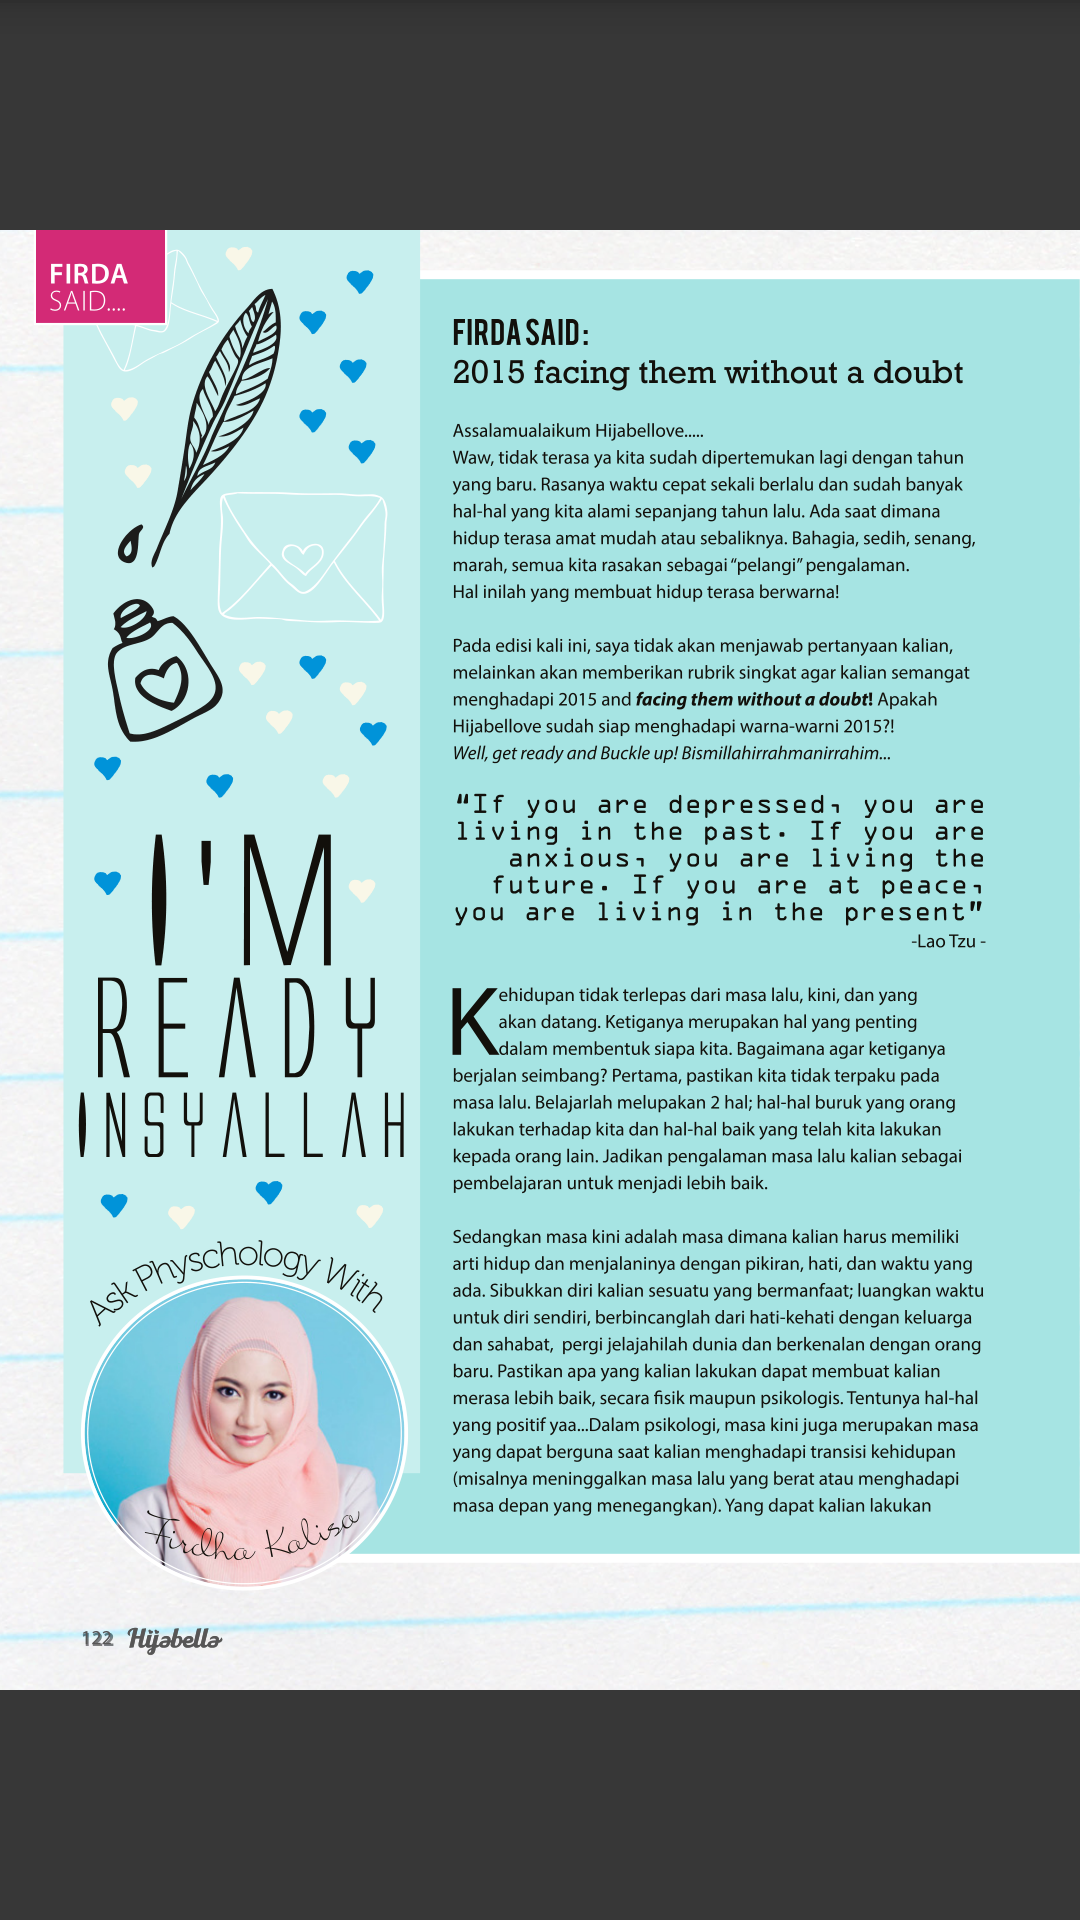 FIRDA
SAID....
I'M
READY
INSYALLAH
Ask Physchology With
Firdha Kalisa
FIRDA SAID:
2015 facing them without a doubt
Assalamualaikum Hijabellove.....
Waw, tidak terasa ya kita sudah dipertemukan lagi dengan tahun
yang baru. Rasanya waktu cepat sekali berlalu dan sudah banyak
hal-hal yang kita alami sepanjang tahun lalu. Ada saat dimana
hidup terasa amat mudah atau sebaliknya. Bahagia, sedih, senang,
marah, semua kita rasakan sebagai “pelangi” pengalaman.
Hal inilah yang membuat hidup terasa berwarna!
Pada edisi kali ini, saya tidak akan menjawab pertanyaan kalian,
melainkan akan memberikan rubrik singkat agar kalian semangat
menghadapi 2015 and facing them without a doubt! Apakah
Hijabellove sudah siap menghadapi warna-warni 2015?!
Well, get ready and Buckle up! Bismillahirrahmanirrahim...
“If you are depressed, you are
living in the past. If you are
anxious, you are living the
future. If you are at peace,
you are living in the present”
-Lao Tzu -
Kehidupan tidak terlepas dari masa lalu, kini, dan yang
akan datang. Ketiganya merupakan hal yang penting
dalam membentuk siapa kita. Bagaimana agar ketiganya
berjalan seimbang? Pertama, pastikan kita tidak terpaku pada
masa lalu. Belajarlah melupakan 2 hal; hal-hal buruk yang orang
lakukan terhadap kita dan hal-hal baik yang telah kita lakukan
kepada orang lain. Jadikan pengalaman masa lalu kalian sebagai
pembelajaran untuk menjadi lebih baik.
Sedangkan masa kini adalah masa dimana kalian harus memiliki
arti hidup dan menjalaninya dengan pikiran, hati, dan waktu yang
ada. Sibukkan diri kalian sesuatu yang bermanfaat; luangkan waktu
untuk diri sendiri, berbincanglah dari hati-kehati dengan keluarga
dan sahabat, pergi jelajahilah dunia dan berkenalan dengan orang
baru. Pastikan apa yang kalian lakukan dapat membuat kalian
merasa lebih baik, secara fisik maupun psikologis. Tentunya hal-hal
yang positif yaa...Dalam psikologi, masa kini juga merupakan masa
yang dapat berguna saat kalian menghadapi transisi kehidupan
(misalnya meninggalkan masa lalu yang berat atau menghadapi
masa depan yang menegangkan). Yang dapat kalian lakukan
122 Hijabella